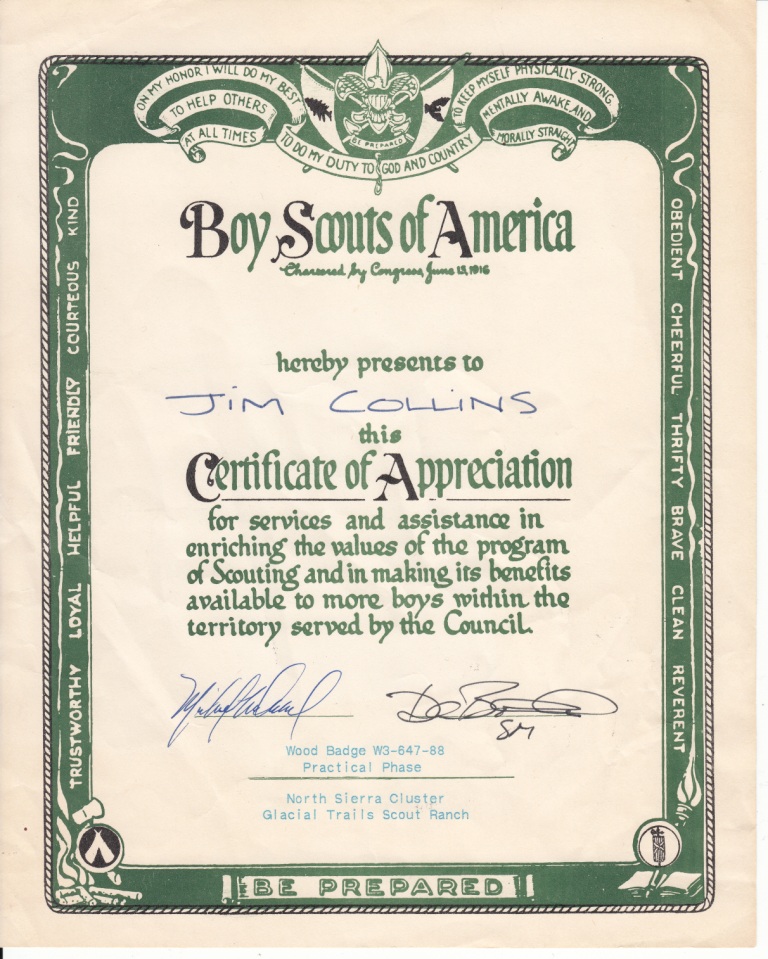 ON MY HONOR I WILL DO MY BEST
TO HELP OTHERS
AT ALL TIMES
TO DO MY DUTY TO GOD AND COUNTRY
BE PREPARED
TO KEEP MYSELF PHYSICALLY STRONG
MENTALLY AWAKE, AND
MORALLY STRAIGHT
Boy Scouts of America
Chartered by Congress, June 15, 1916
hereby presents to
JIM COLLINS
this
Certificate of Appreciation
for services and assistance in
enriching the values of the program
of Scouting and in making its benefits
available to more boys within the
territory served by the Council.
SM
Wood Badge W3-647-88
Practical Phase
North Sierra Cluster
Glacial Trails Scout Ranch
TRUSTWORTHY LOYAL HELPFUL FRIENDLY COURTEOUS KIND
OBEDIENT CHEERFUL THRIFTY BRAVE CLEAN REVERENT
BE PREPARED